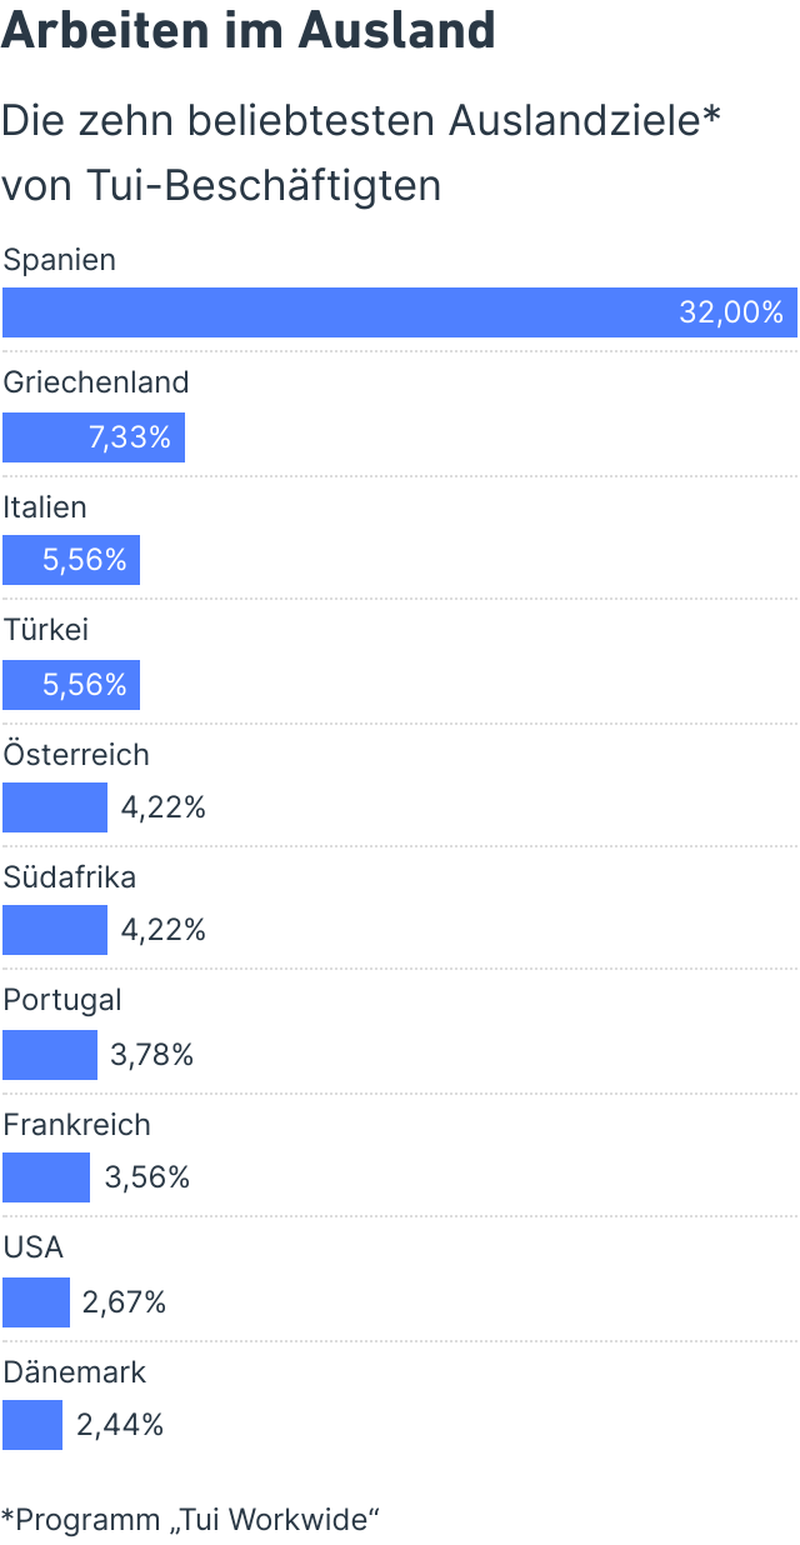 Arbeiten im Ausland
Die zehn beliebtesten Auslandziele*
von Tui-Beschäftigten
Spanien
32,00%
Griechenland
7,33%
Italien
5,56%
Türkei
5,56%
Österreich
4,22%
Südafrika
4,22%
Portugal
3,78%
Frankreich
3,56%
USA
2,67%
Dänemark
2,44%
*Programm „Tui Workwide“